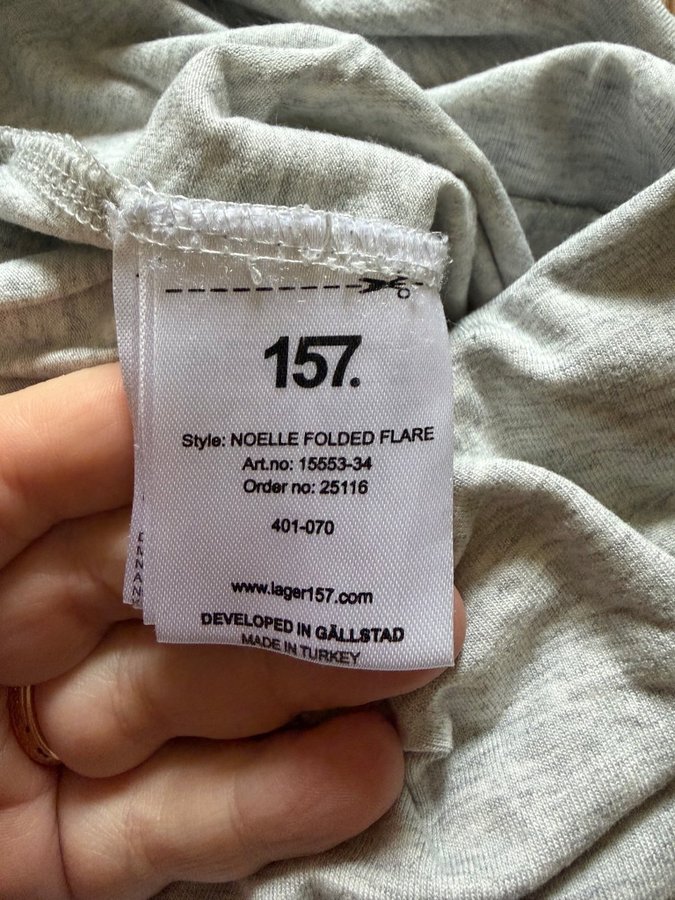 157.
Style: NOELLE FOLDED FLARE
Art.no: 15553-34
Order no: 25116
401-070
www.lager157.com
DEVELOPED IN GÄLLSTAD
MADE IN TURKEY